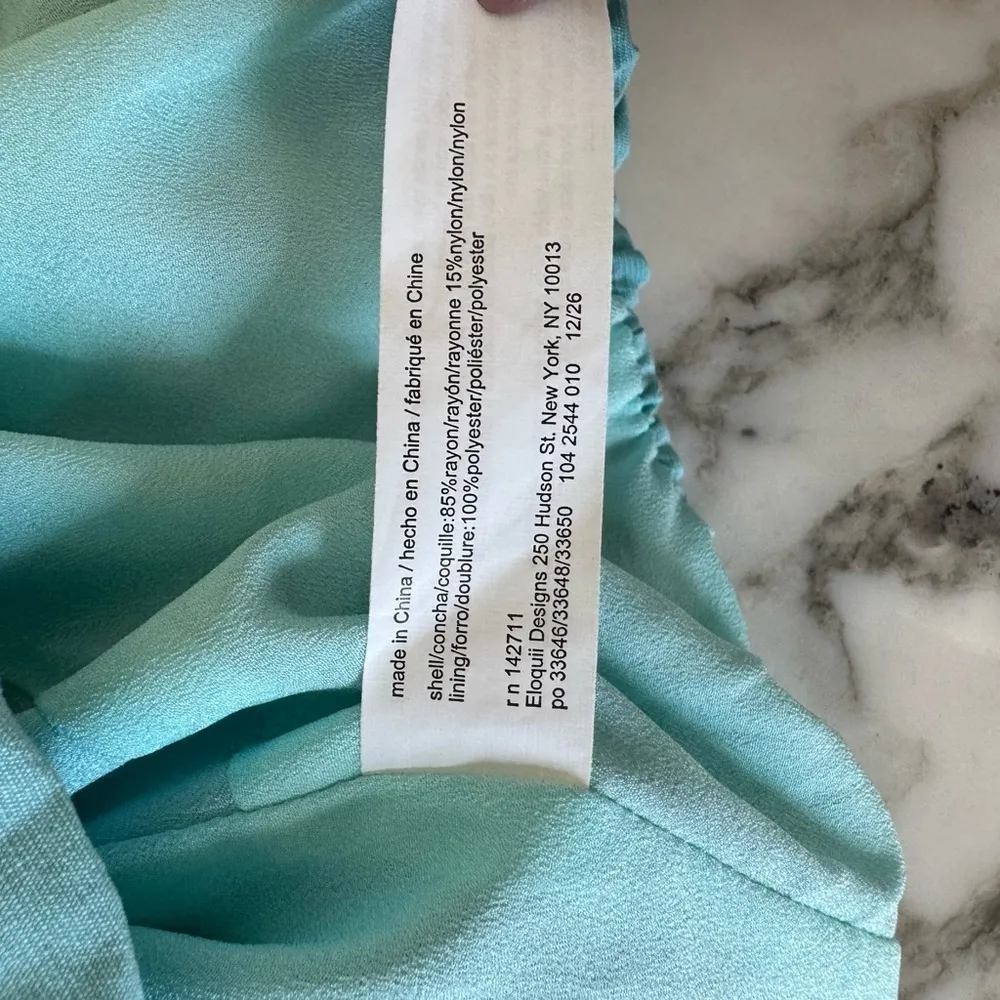 made in China / hecho en China / fabriqué en Chine
shell/concha/coquille:85%rayon/rayón/rayonne 15%nylon/nylon/nylon
lining/forro/doublure:100%polyester/poliéster/polyester
r n 142711
Eloquii Designs 250 Hudson St. New York, NY 10013
po 33646/33648/33650 104 2544 010 12/26